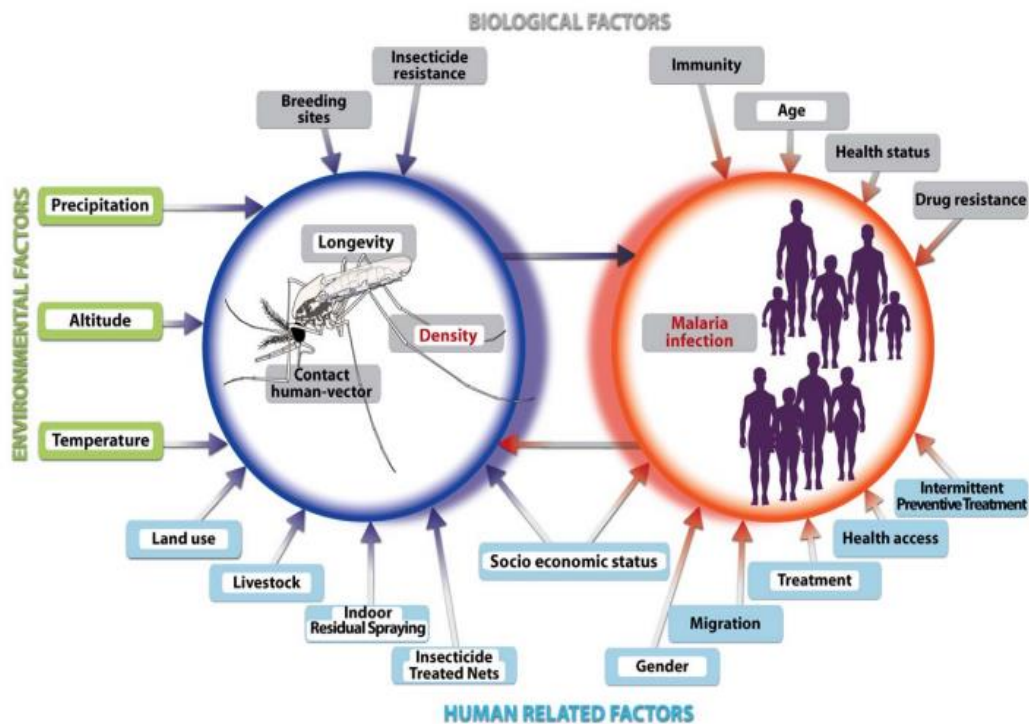 BIOLOGICAL FACTORS
Insecticide
resistance
Immunity
Breeding
sites
Age
Health status
Drug resistance
ENVIRONMENTAL FACTORS
Precipitation
Longevity
Altitude
Density
Malaria
infection
Contact
human-vector
Temperature
Intermittent
Preventive Treatment
Land use
Health access
Socio economic status
Livestock
Treatment
Indoor
Residual Spraying
Migration
Insecticide
Treated Nets
Gender
HUMAN RELATED FACTORS